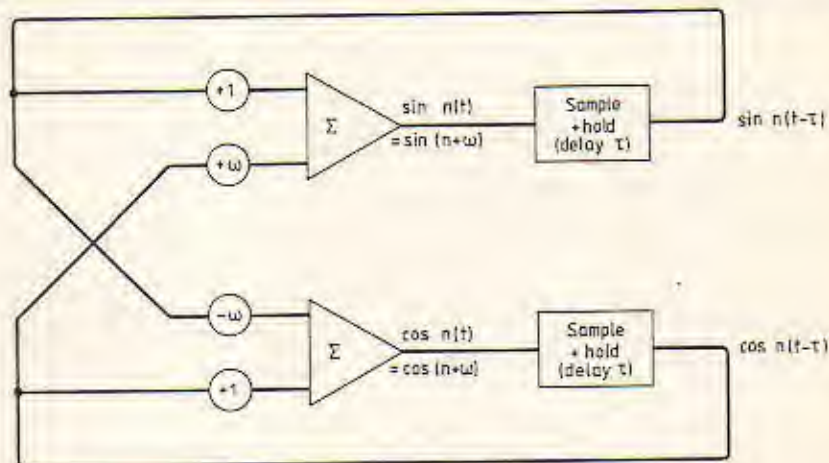 +1
Σ
sin n(t)
= sin (n+ω)
Sample
+hold
(delay τ)
sin n(t-τ)
+ω
-ω
Σ
cos n(t)
= cos (n+ω)
Sample
+ hold
(delay τ)
cos n(t-τ)
+1